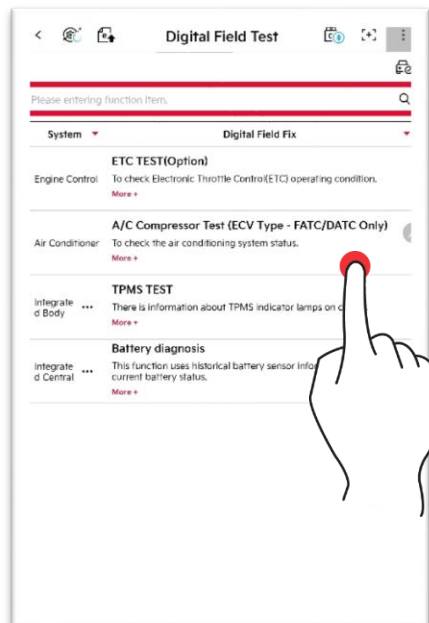 Digital Field Test
Please entering function item.
System Digital Field Fix
ETC TEST(Option)
Engine Control To check Electronic Throttle Control(ETC) operating condition.
More +
A/C Compressor Test (ECV Type - FATC/DATC Only)
Air Conditioner To check the air conditioning system status.
More +
TPMS TEST
Integrate
d Body ••• There is information about TPMS indicator lamps on
More +
Battery diagnosis
Integrate
d Central ••• This function uses historical battery sensor
current battery status.
More +